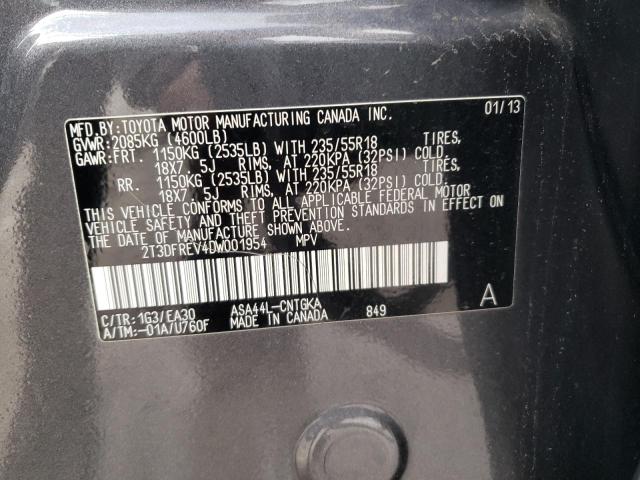 MFD.BY:TOYOTA MOTOR MANUFACTURING CANADA INC. 01/13
GVWR:2085KG (4600LB)
GAWR:FRT. 1150KG (2535LB) WITH 235/55R18 TIRES,
18X7 5J RIMS, AT 220KPA (32PSI) COLD
RR. 1150KG (2535LB) WITH 235/55R18 TIRES,
18X7 5J RIMS, AT 220KPA (32PSI) COLD
THIS VEHICLE CONFORMS TO ALL APPLICABLE FEDERAL MOTOR
VEHICLE SAFETY AND THEFT PREVENTION STANDARDS IN EFFECT ON
THE DATE OF MANUFACTURE SHOWN ABOVE.
2T3DFREV4DW001954 MPV
A
C/TR:1G3/EA30 ASA44L-CNTGKA 849
A/TM:-01A/U760F MADE IN CANADA